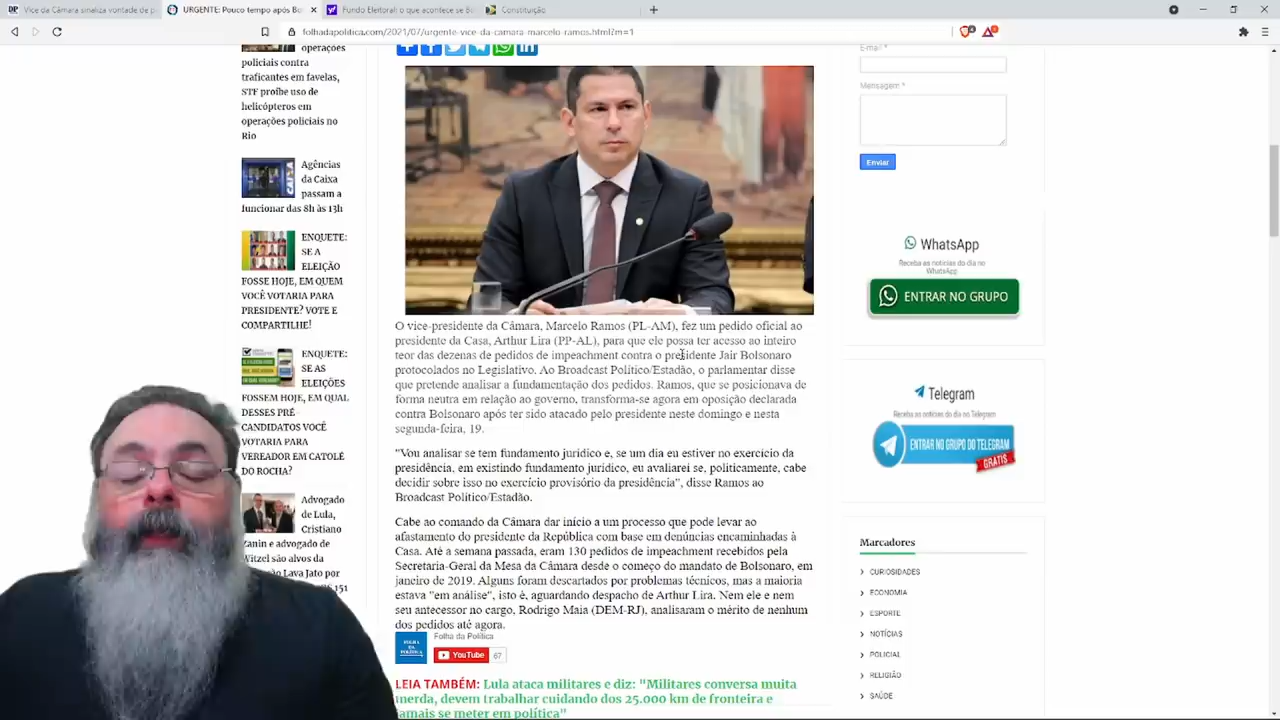 Vice da Câmara sinaliza vontade de p
URGENTE: Pouco tempo após Bo
Fundo Eleitoral o que acontece se B
Constituição
folhadapolitica.com/2021/07/urgente-vice-da-camara-marcelo-ramos.html?m=1
operações
policiais contra
traficantes em favelas,
STF proíbe uso de
helicópteros em
operações policiais no
Rio
Agências
da Caixa
passam a
funcionar das 8h às 13h
ENQUETE:
SE A
ELEIÇÃO
FOSSE HOJE, EM QUEM
VOCÊ VOTARIA PARA
PRESIDENTE? VOTE E
COMPARTILHE!
ENQUETE:
SE AS
ELEIÇÕES
FOSSEM HOJE, EM QUAL
DESSES PRÉ-
CANDIDATOS VOCÊ
VOTARIA PARA
VEREADOR EM CATOLÉ
DO ROCHA?
Advogado
de Lula,
Cristiano
Zanin e advogado de
Witzel são alvos da
Lava Jato por
151
O vice-presidente da Câmara, Marcelo Ramos (PL-AM), fez um pedido oficial ao
presidente da Casa, Arthur Lira (PP-AL), para que ele possa ter acesso ao inteiro
teor das dezenas de pedidos de impeachment contra o presidente Jair Bolsonaro
protocolados no Legislativo. Ao Broadcast Político/Estadão, o parlamentar disse
que pretende analisar a fundamentação dos pedidos. Ramos, que se posicionava de
forma neutra em relação ao governo, transforma-se agora em oposição declarada
contra Bolsonaro após ter sido atacado pelo presidente neste domingo e nesta
segunda-feira, 19.
"Vou analisar se tem fundamento jurídico e, se um dia eu estiver no exercício da
presidência, em existindo fundamento jurídico, eu avaliarei se, politicamente, cabe
decidir sobre isso no exercício provisório da presidência", disse Ramos ao
Broadcast Político/Estadão.
Cabe ao comando da Câmara dar início a um processo que pode levar ao
afastamento do presidente da República com base em denúncias encaminhadas à
Casa. Até a semana passada, eram 130 pedidos de impeachment recebidos pela
Secretaria-Geral da Mesa da Câmara desde o começo do mandato de Bolsonaro, em
janeiro de 2019. Alguns foram descartados por problemas técnicos, mas a maioria
estava "em análise", isto é, aguardando despacho de Arthur Lira. Nem ele e nem
seu antecessor no cargo, Rodrigo Maia (DEM-RJ), analisaram o mérito de nenhum
dos pedidos até agora.
FOLHA
DA
POLÍTICA
Folha da Política
YouTube 67
LEIA TAMBÉM: Lula ataca militares e diz: "Militares conversa muita
merda, devem trabalhar cuidando dos 25.000 km de fronteira e
jamais se meter em política"
E-mail *
Mensagem *
Enviar
WhatsApp
Receba as notícias do dia no
WhatsApp
ENTRAR NO GRUPO
Telegram
Receba as notícias do dia no Telegram
ENTRAR NO GRUPO DO TELEGRAM
GRÁTIS
Marcadores
CURIOSIDADES
ECONOMIA
ESPORTE
NOTÍCIAS
POLICIAL
RELIGIÃO
SAÚDE